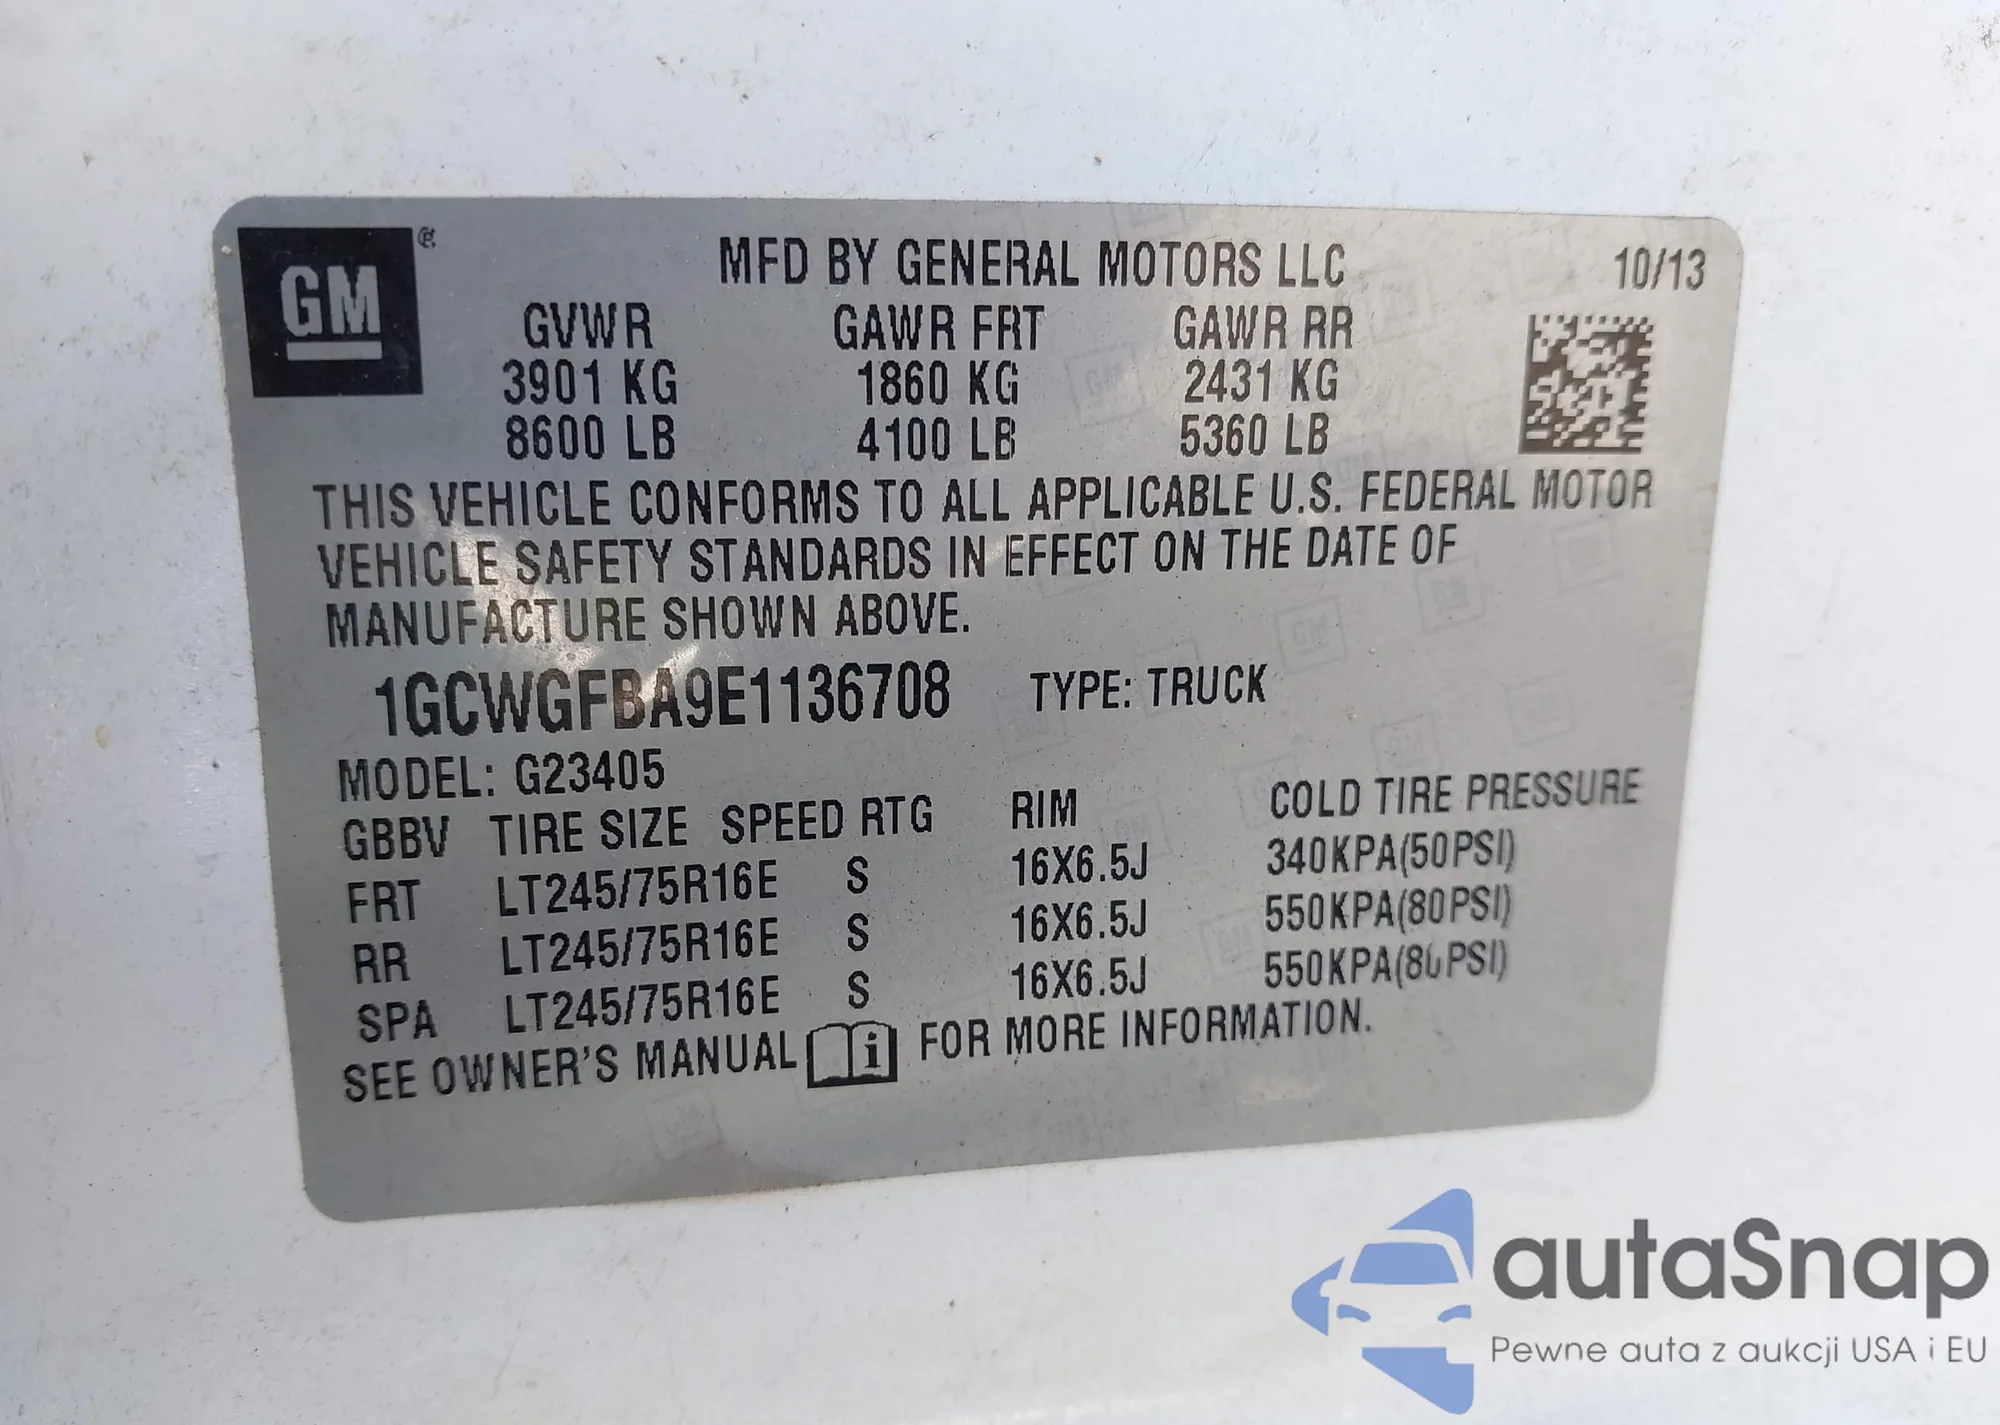 GM ®
MFD BY GENERAL MOTORS LLC 10/13
GVWR GAWR FRT GAWR RR
3901 KG 1860 KG 2431 KG
8600 LB 4100 LB 5360 LB
THIS VEHICLE CONFORMS TO ALL APPLICABLE U.S. FEDERAL MOTOR
VEHICLE SAFETY STANDARDS IN EFFECT ON THE DATE OF
MANUFACTURE SHOWN ABOVE.
1GCWGFBA9E1136708 TYPE: TRUCK
MODEL: G23405
GBBV TIRE SIZE SPEED RTG RIM COLD TIRE PRESSURE
FRT LT245/75R16E S 16X6.5J 340KPA(50PSI)
RR LT245/75R16E S 16X6.5J 550KPA(80PSI)
SPA LT245/75R16E S 16X6.5J 550KPA(80PSI)
SEE OWNER'S MANUAL i FOR MORE INFORMATION.
autaSnap
Pewne auta z aukcji USA i EU